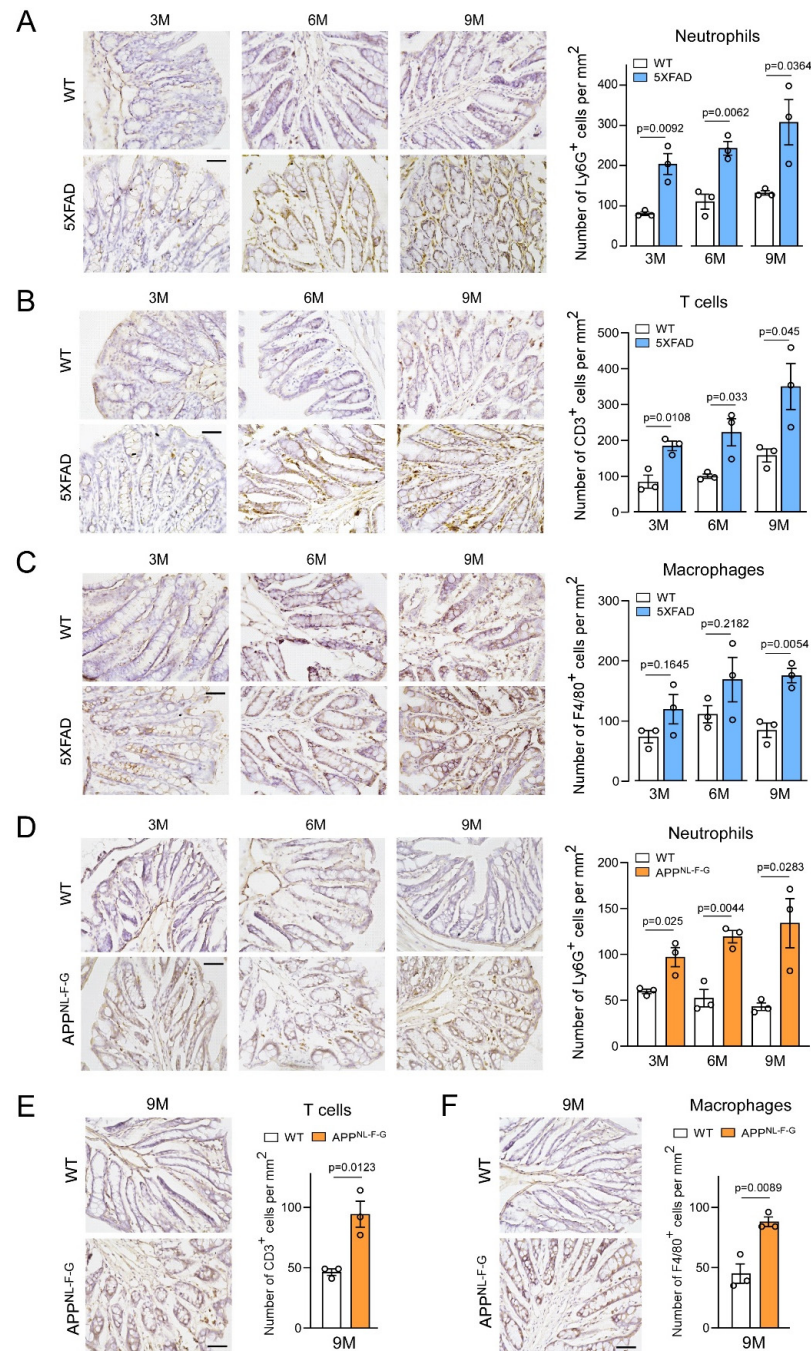 A
3M
6M
9M
WT
5XFAD
Neutrophils
WT
5XFAD
Number of Ly6G⁺ cells per mm²
400
300
200
100
0
p=0.0092
p=0.0062
p=0.0364
3M
6M
9M
B
3M
6M
9M
WT
5XFAD
T cells
WT
5XFAD
Number of CD3⁺ cells per mm²
500
400
300
200
100
0
p=0.0108
p=0.033
p=0.045
3M
6M
9M
C
3M
6M
9M
WT
5XFAD
Macrophages
WT
5XFAD
Number of F4/80⁺ cells per mm²
300
200
100
0
p=0.1645
p=0.2182
p=0.0054
3M
6M
9M
D
3M
6M
9M
WT
APPᴺᴸ⁻ꟳ⁻ᴳ
Neutrophils
WT
APPᴺᴸ⁻ꟳ⁻ᴳ
Number of Ly6G⁺ cells per mm²
200
150
100
50
0
p=0.025
p=0.0044
p=0.0283
3M
6M
9M
E
9M
WT
APPᴺᴸ⁻ꟳ⁻ᴳ
T cells
WT
APPᴺᴸ⁻ꟳ⁻ᴳ
Number of CD3⁺ cells per mm²
100
50
0
p=0.0123
9M
F
9M
WT
APPᴺᴸ⁻ꟳ⁻ᴳ
Macrophages
WT
APPᴺᴸ⁻ꟳ⁻ᴳ
Number of F4/80⁺ cells per mm²
100
50
0
p=0.0089
9M